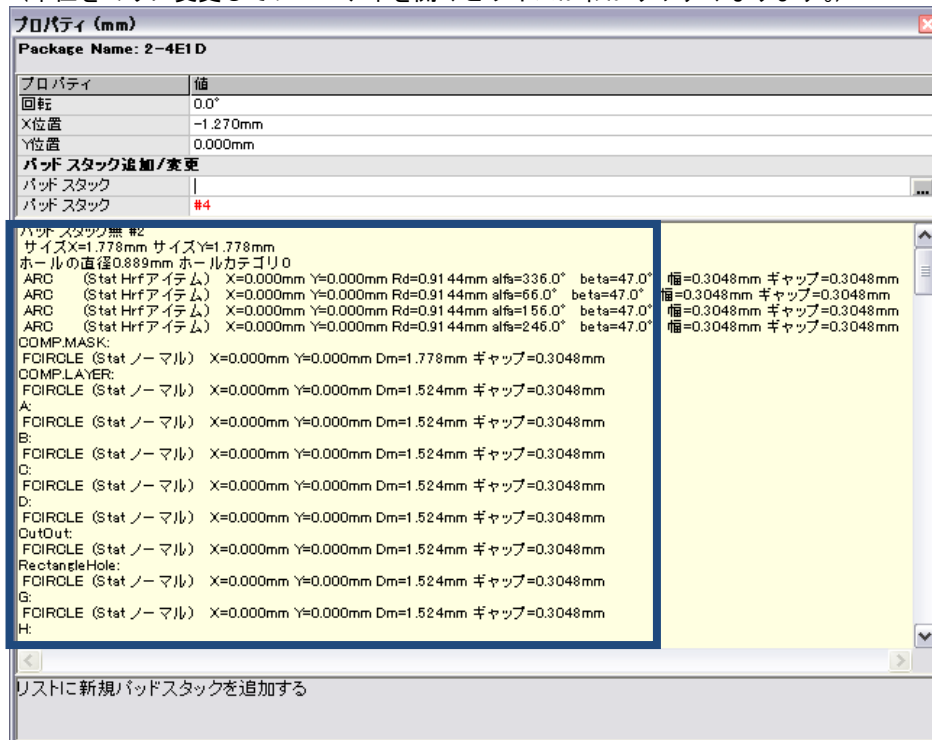 プロパティ (mm)
Package Name: 2-4E1D
プロパティ 値
回転 0.0°
X位置 -1.270mm
Y位置 0.000mm
パッド スタック追加/変更
パッド スタック ...
パッド スタック #4
パッド スタック無 #2
サイズX=1.778mm サイズY=1.778mm
ホールの直径0.889mm ホールカテゴリ0
ARC (Stat Hrfアイテム) X=0.000mm Y=0.000mm Rd=0.9144mm alfa=336.0° beta=47.0° 幅=0.3048mm ギャップ=0.3048mm
ARC (Stat Hrfアイテム) X=0.000mm Y=0.000mm Rd=0.9144mm alfa=66.0° beta=47.0° 幅=0.3048mm ギャップ=0.3048mm
ARC (Stat Hrfアイテム) X=0.000mm Y=0.000mm Rd=0.9144mm alfa=156.0° beta=47.0° 幅=0.3048mm ギャップ=0.3048mm
ARC (Stat Hrfアイテム) X=0.000mm Y=0.000mm Rd=0.9144mm alfa=246.0° beta=47.0° 幅=0.3048mm ギャップ=0.3048mm
COMP.MASK:
FCIRCLE (Stat ノーマル) X=0.000mm Y=0.000mm Dm=1.778mm ギャップ=0.3048mm
COMP.LAYER:
FCIRCLE (Stat ノーマル) X=0.000mm Y=0.000mm Dm=1.524mm ギャップ=0.3048mm
A:
FCIRCLE (Stat ノーマル) X=0.000mm Y=0.000mm Dm=1.524mm ギャップ=0.3048mm
B:
FCIRCLE (Stat ノーマル) X=0.000mm Y=0.000mm Dm=1.524mm ギャップ=0.3048mm
C:
FCIRCLE (Stat ノーマル) X=0.000mm Y=0.000mm Dm=1.524mm ギャップ=0.3048mm
D:
FCIRCLE (Stat ノーマル) X=0.000mm Y=0.000mm Dm=1.524mm ギャップ=0.3048mm
CutOut:
FCIRCLE (Stat ノーマル) X=0.000mm Y=0.000mm Dm=1.524mm ギャップ=0.3048mm
RectangleHole:
FCIRCLE (Stat ノーマル) X=0.000mm Y=0.000mm Dm=1.524mm ギャップ=0.3048mm
G:
FCIRCLE (Stat ノーマル) X=0.000mm Y=0.000mm Dm=1.524mm ギャップ=0.3048mm
H:
リストに新規パッドスタックを追加する